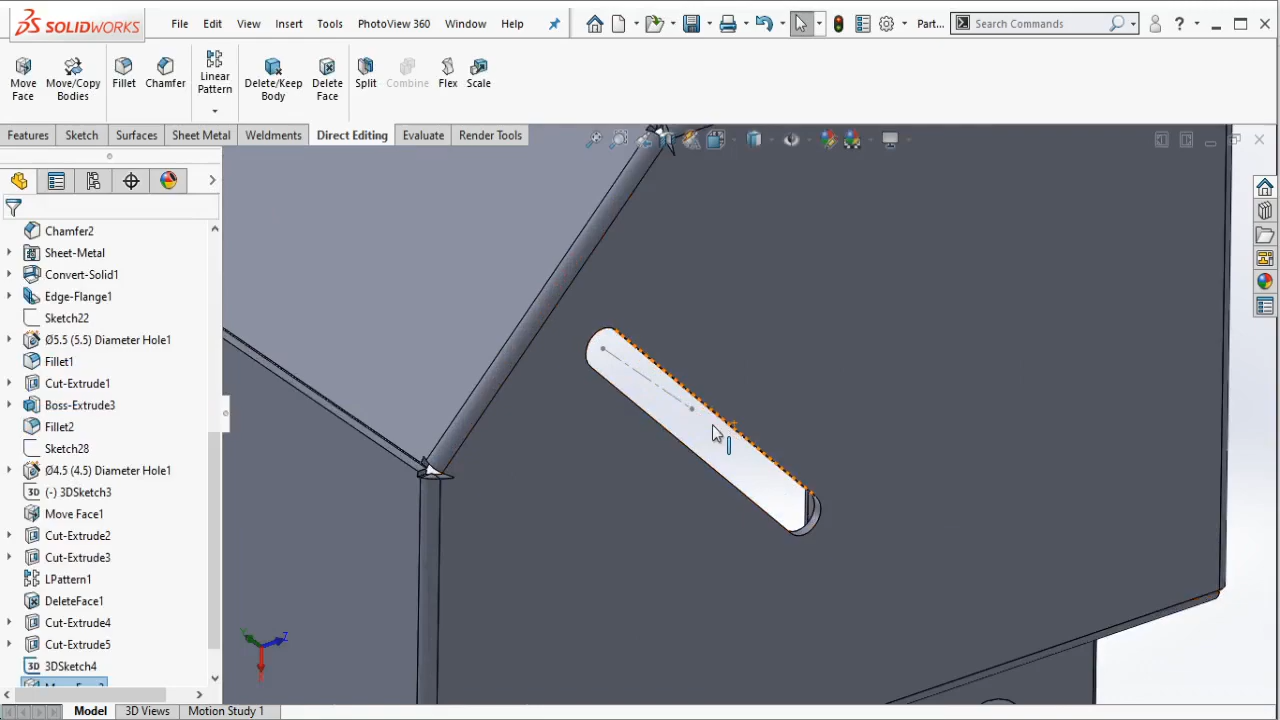 SOLIDWORKS File Edit View Insert Tools PhotoView 360 Window Help Part... Search Commands
Move Face Move/Copy Bodies Fillet Chamfer Linear Pattern Delete/Keep Body Delete Face Split Combine Flex Scale
Features Sketch Surfaces Sheet Metal Weldments Direct Editing Evaluate Render Tools
Chamfer2
Sheet-Metal
Convert-Solid1
Edge-Flange1
Sketch22
Ø5.5 (5.5) Diameter Hole1
Fillet1
Cut-Extrude1
Boss-Extrude3
Fillet2
Sketch28
Ø4.5 (4.5) Diameter Hole1
3D (-) 3DSketch3
Move Face1
Cut-Extrude2
Cut-Extrude3
LPattern1
DeleteFace1
Cut-Extrude4
Cut-Extrude5
3D 3DSketch4
Model 3D Views Motion Study 1